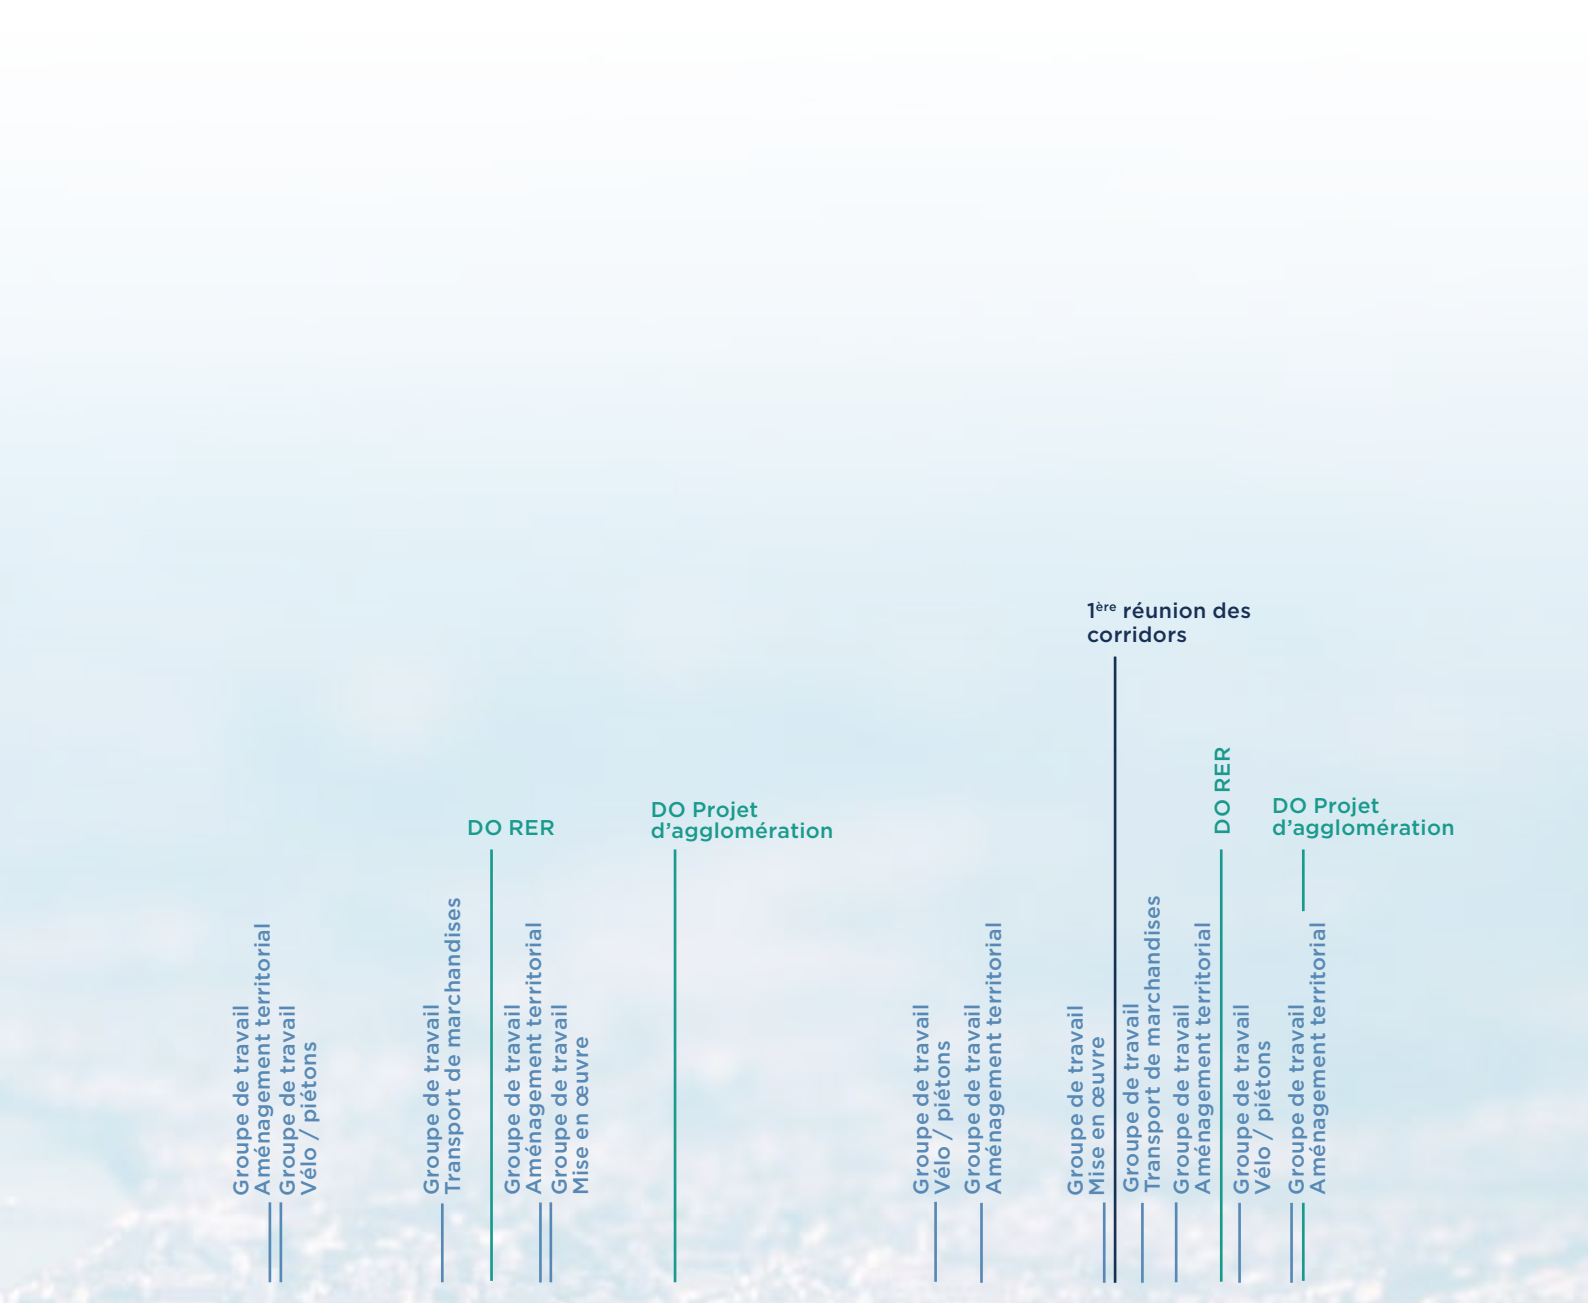 1ère réunion des
corridors
DO RER
DO Projet
d’agglomération
DO RER
DO Projet
d’agglomération
Groupe de travail
Aménagement territorial
Groupe de travail
Vélo / piétons
Groupe de travail
Transport de marchandises
Groupe de travail
Aménagement territorial
Groupe de travail
Mise en œuvre
Groupe de travail
Vélo / piétons
Groupe de travail
Aménagement territorial
Groupe de travail
Mise en œuvre
Groupe de travail
Transport de marchandises
Groupe de travail
Aménagement territorial
Groupe de travail
Vélo / piétons
Groupe de travail
Aménagement territorial